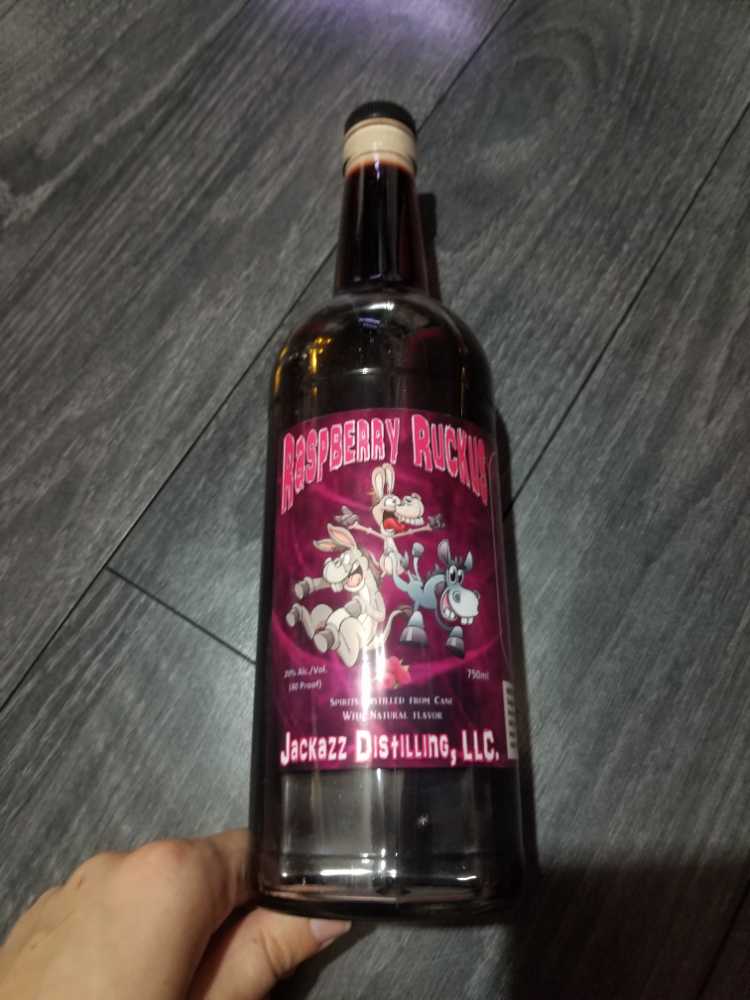 Raspberry Ruckus
20% Alc./Vol.
(40 Proof)
750ml
Spirits Distilled from Cane
With Natural flavor
Jackazz Distilling, LLC.